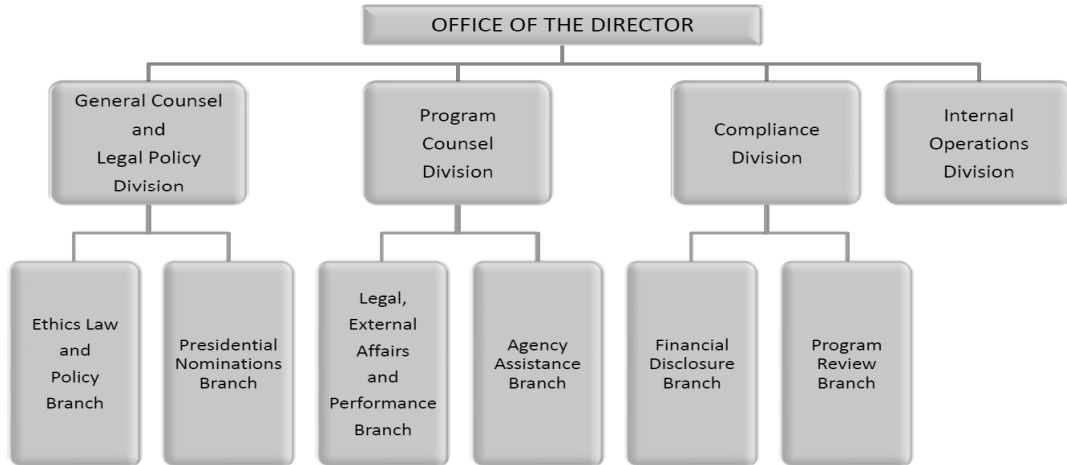 OFFICE OF THE DIRECTOR
General Counsel
and
Legal Policy
Division
Program
Counsel
Division
Compliance
Division
Internal
Operations
Division
Ethics Law
and
Policy
Branch
Presidential
Nominations
Branch
Legal,
External
Affairs
and
Performance
Branch
Agency
Assistance
Branch
Financial
Disclosure
Branch
Program
Review
Branch